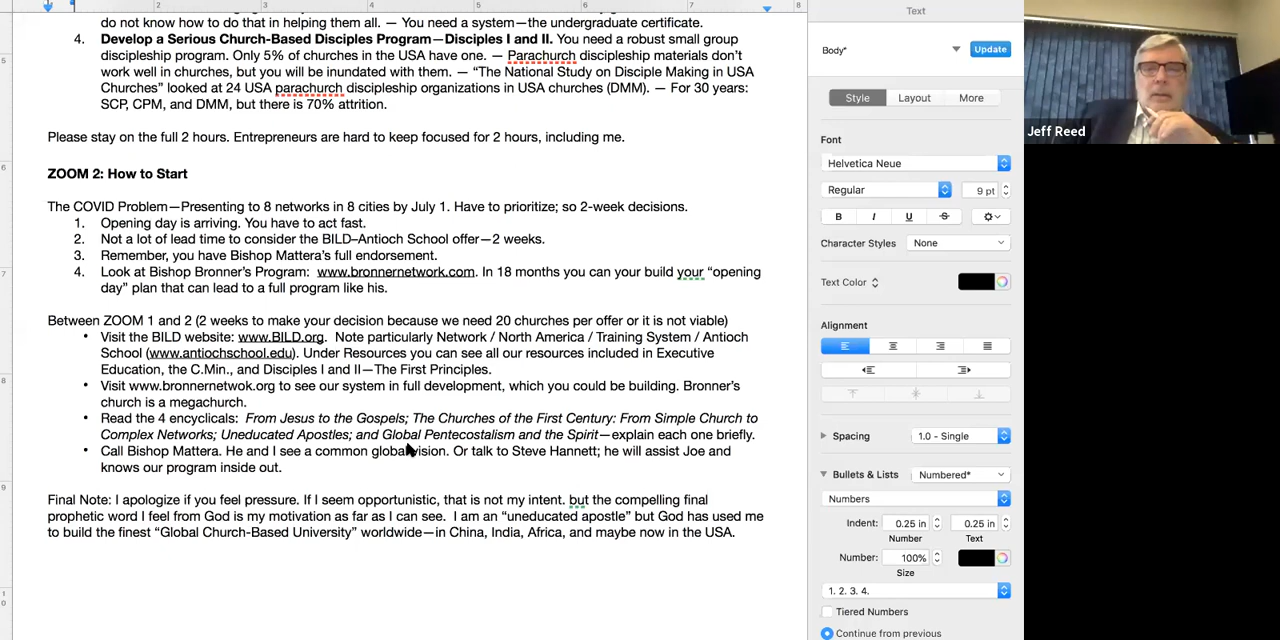 2
3
4
5
6
7
8
do not know how to do that in helping them all. — You need a system—the undergraduate certificate.
4. Develop a Serious Church-Based Disciples Program—Disciples I and II. You need a robust small group
discipleship program. Only 5% of churches in the USA have one. — Parachurch discipleship materials don't
work well in churches, but you will be inundated with them. — "The National Study on Disciple Making in USA
Churches" looked at 24 USA parachurch discipleship organizations in USA churches (DMM). — For 30 years:
SCP, CPM, and DMM, but there is 70% attrition.
Please stay on the full 2 hours. Entrepreneurs are hard to keep focused for 2 hours, including me.
ZOOM 2: How to Start
The COVID Problem—Presenting to 8 networks in 8 cities by July 1. Have to prioritize; so 2-week decisions.
1. Opening day is arriving. You have to act fast.
2. Not a lot of lead time to consider the BILD–Antioch School offer—2 weeks.
3. Remember, you have Bishop Mattera's full endorsement.
4. Look at Bishop Bronner's Program: www.bronnernetwork.com. In 18 months you can your build your "opening
day" plan that can lead to a full program like his.
Between ZOOM 1 and 2 (2 weeks to make your decision because we need 20 churches per offer or it is not viable)
• Visit the BILD website: www.BILD.org. Note particularly Network / North America / Training System / Antioch
School (www.antiochschool.edu). Under Resources you can see all our resources included in Executive
Education, the C.Min., and Disciples I and II—The First Principles.
• Visit www.bronnernetwok.org to see our system in full development, which you could be building. Bronner's
church is a megachurch.
• Read the 4 encyclicals: From Jesus to the Gospels; The Churches of the First Century: From Simple Church to
Complex Networks; Uneducated Apostles; and Global Pentecostalism and the Spirit—explain each one briefly.
• Call Bishop Mattera. He and I see a common global vision. Or talk to Steve Hannett; he will assist Joe and
knows our program inside out.
Final Note: I apologize if you feel pressure. If I seem opportunistic, that is not my intent. but the compelling final
prophetic word I feel from God is my motivation as far as I can see. I am an "uneducated apostle" but God has used me
to build the finest "Global Church-Based University" worldwide—in China, India, Africa, and maybe now in the USA.
5
6
7
8
9
1
0
Text
Body*
Update
Style
Layout
More
Font
Helvetica Neue
Regular
9 pt
B
I
U
S
Character Styles
None
Text Color
Alignment
Spacing
1.0 - Single
Bullets & Lists
Numbered*
Numbers
Indent:
0.25 in
0.25 in
Number
Text
Number:
100%
Size
1. 2. 3. 4.
Tiered Numbers
Continue from previous
Jeff Reed